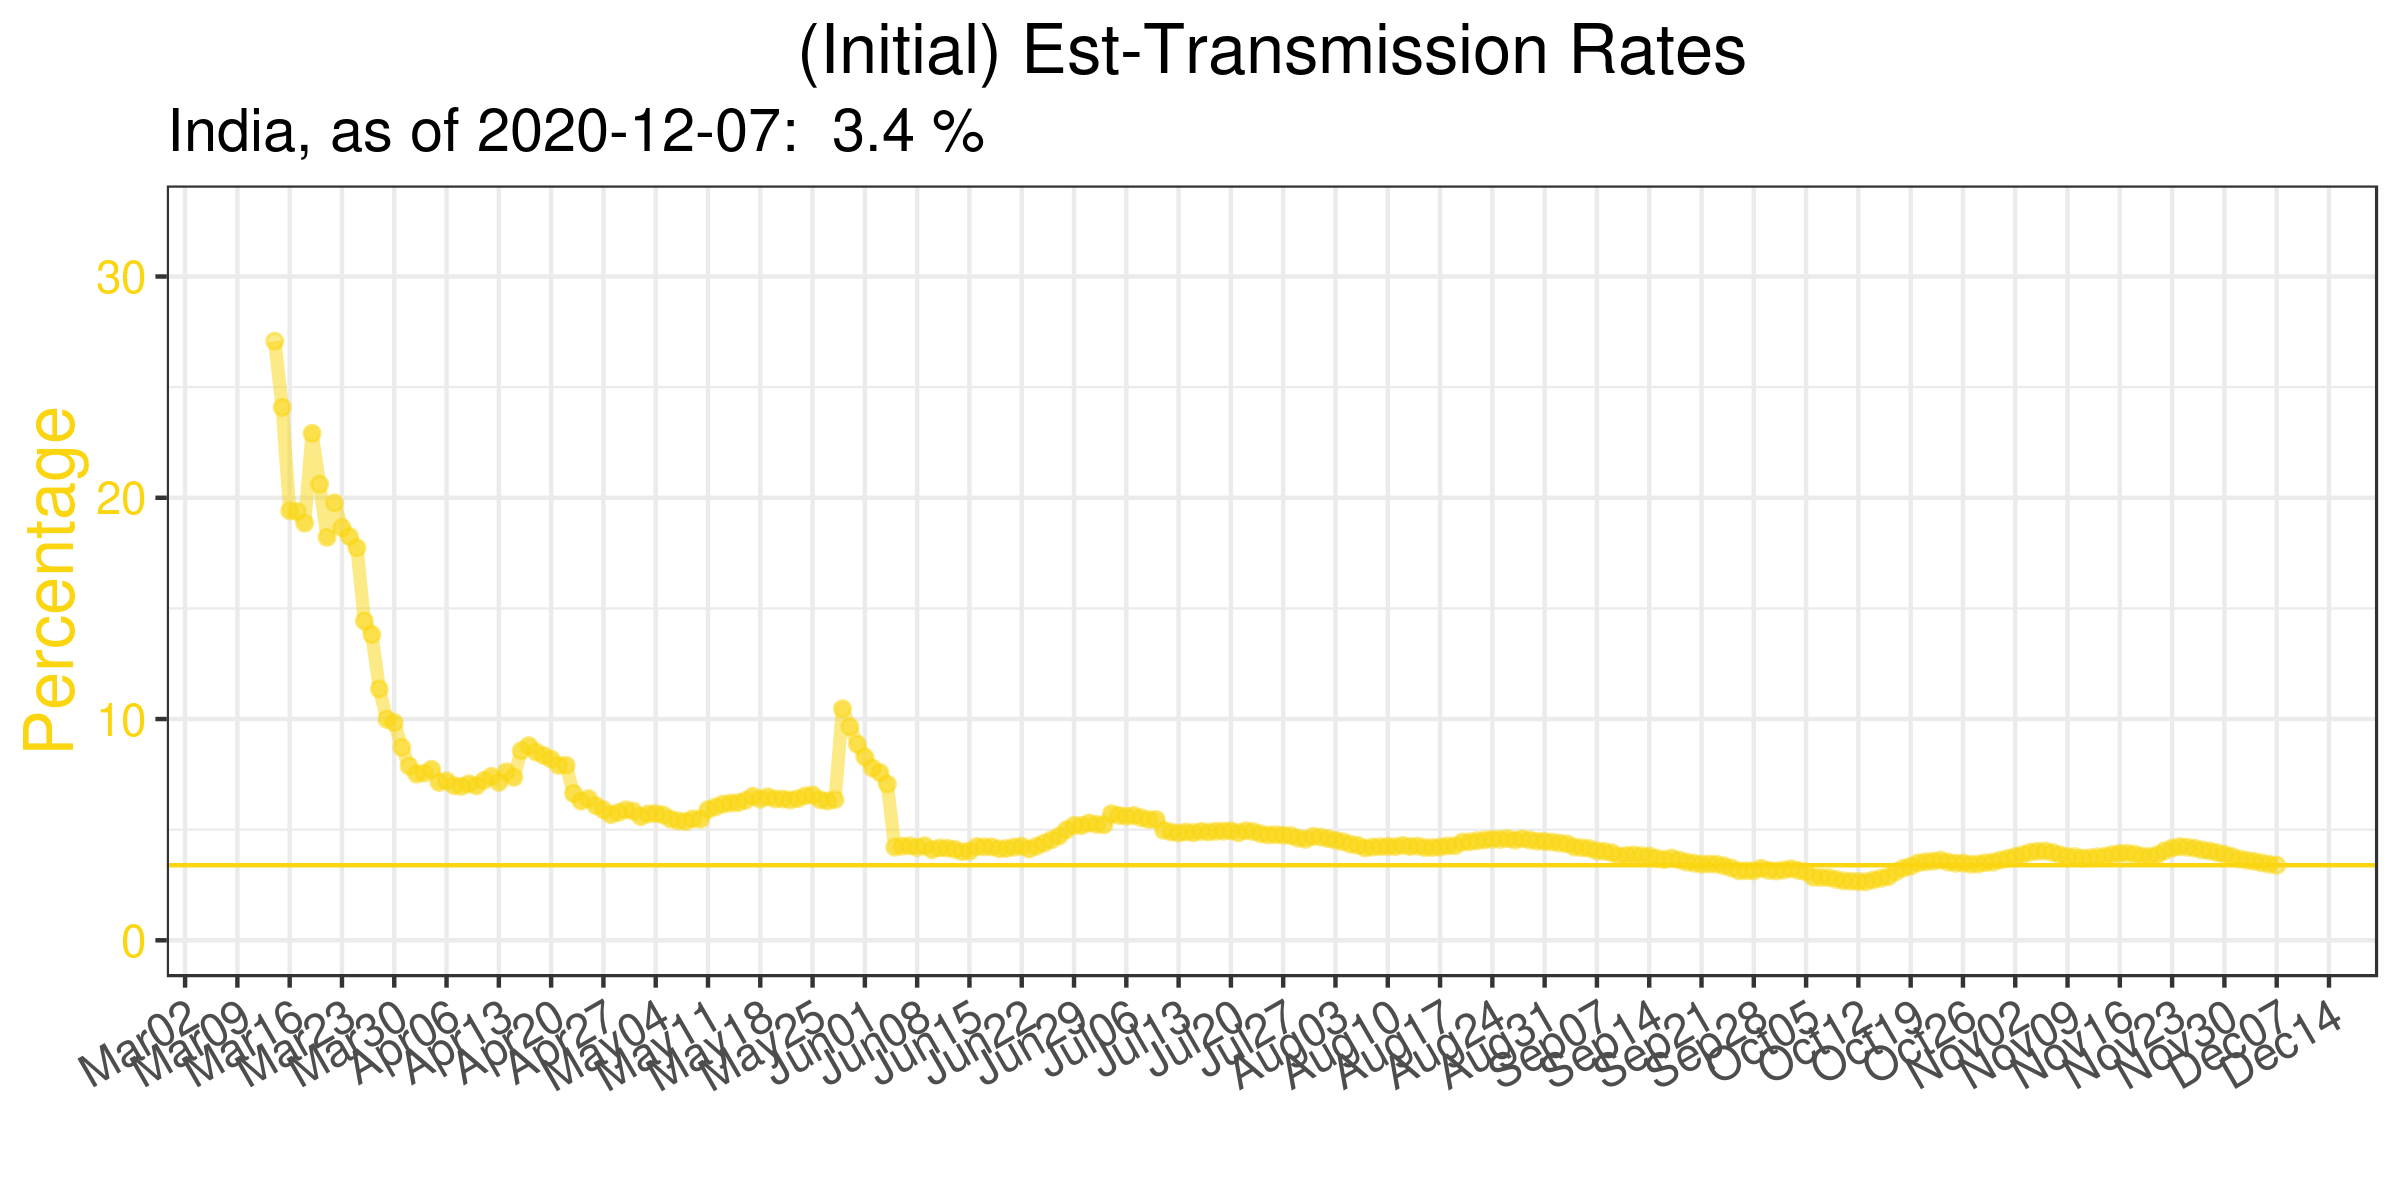 (Initial) Est-Transmission Rates
India, as of 2020-12-07:  3.4 %
Percentage
30
20
10
0
Mar02
Mar09
Mar16
Mar23
Mar30
Apr06
Apr13
Apr20
Apr27
May04
May11
May18
May25
Jun01
Jun08
Jun15
Jun22
Jun29
Jul06
Jul13
Jul20
Jul27
Aug03
Aug10
Aug17
Aug24
Aug31
Sep07
Sep14
Sep21
Sep28
Oct05
Oct12
Oct19
Oct26
Nov02
Nov09
Nov16
Nov23
Nov30
Dec07
Dec14